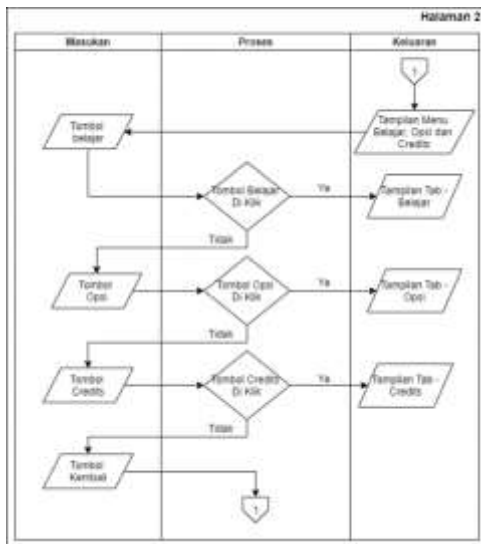 Halaman 2
Masukan
Proses
Keluaran
1
Tampilan Menu
Belajar, Opsi dan
Credits
Tombol
belajar
Tombol Belajar
Di Klik
Ya
Tampilan Tab -
Belajar
Tidak
Tombol
Opsi
Tombol Opsi
Di Klik
Ya
Tampilan Tab -
Opsi
Tidak
Tombol
Credits
Tombol Credits
Di Klik
Ya
Tampilan Tab -
Credits
Tidak
Tombol
Kembali
1